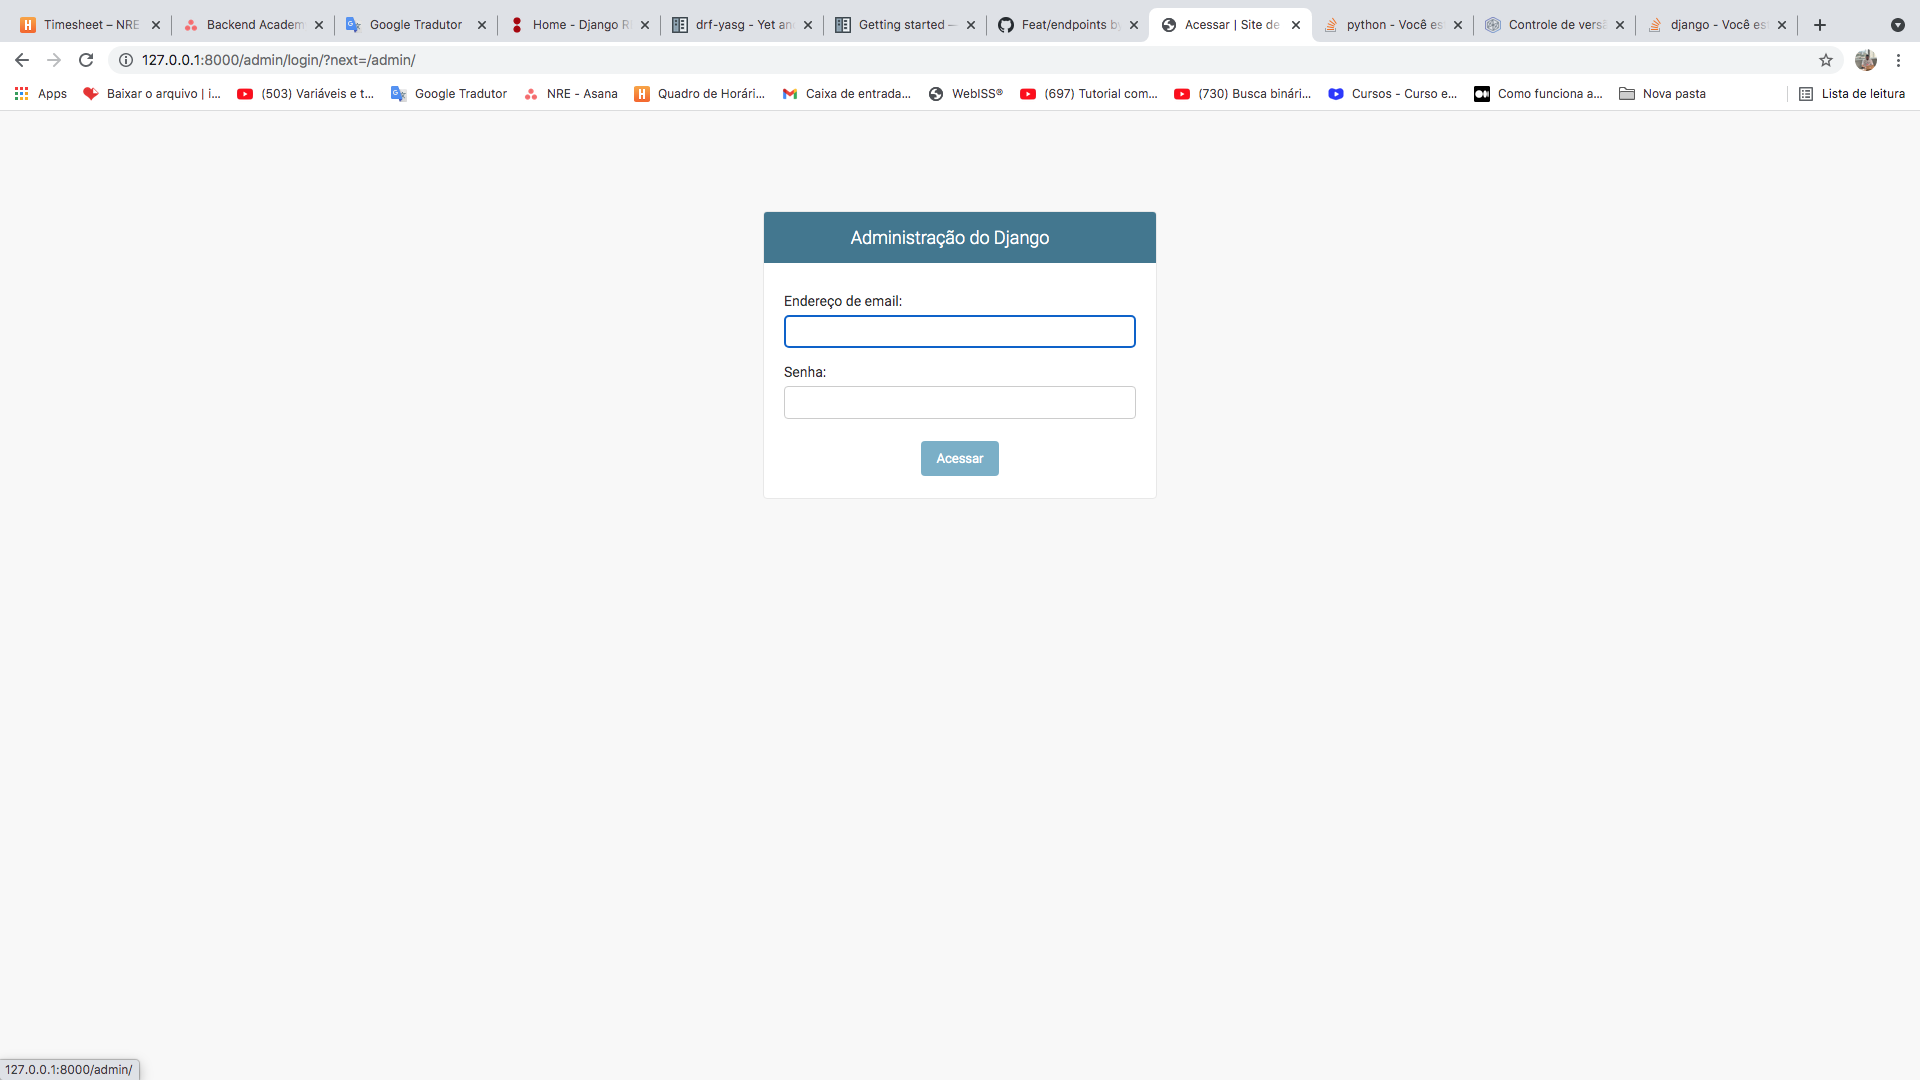 Timesheet – NRE
Backend Academ
Google Tradutor
Home - Django R
drf-yasg - Yet an
Getting started —
Feat/endpoints by
Acessar | Site de
python - Você es
Controle de versã
django - Você es
127.0.0.1:8000/admin/login/?next=/admin/
Apps
Baixar o arquivo | i...
(503) Variáveis e t...
Google Tradutor
NRE - Asana
Quadro de Horári...
Caixa de entrada...
WebISS®
(697) Tutorial com...
(730) Busca binári...
Cursos - Curso e...
Como funciona a...
Nova pasta
Lista de leitura
Administração do Django
Endereço de email:
Senha:
Acessar
127.0.0.1:8000/admin/